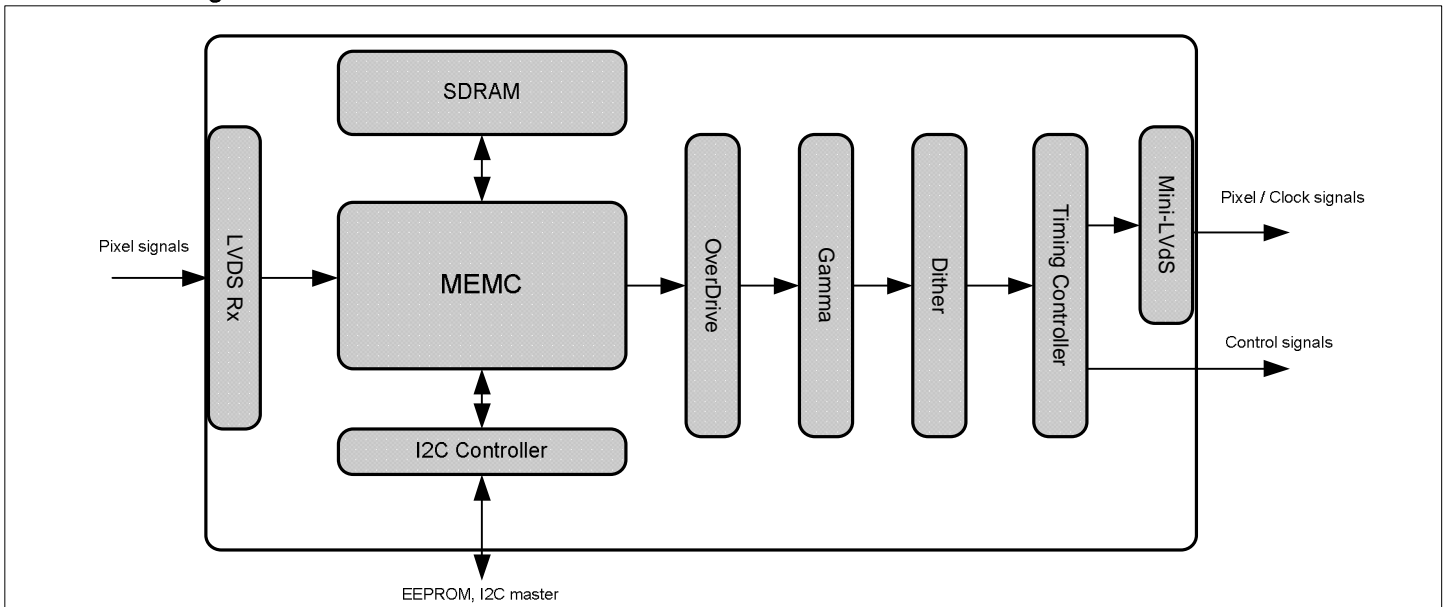 SDRAM
Pixel signals
LVDS Rx
MEMC
OverDrive
Gamma
Dither
Timing Controller
Mini-LVdS
Pixel / Clock signals
Control signals
I2C Controller
EEPROM, I2C master